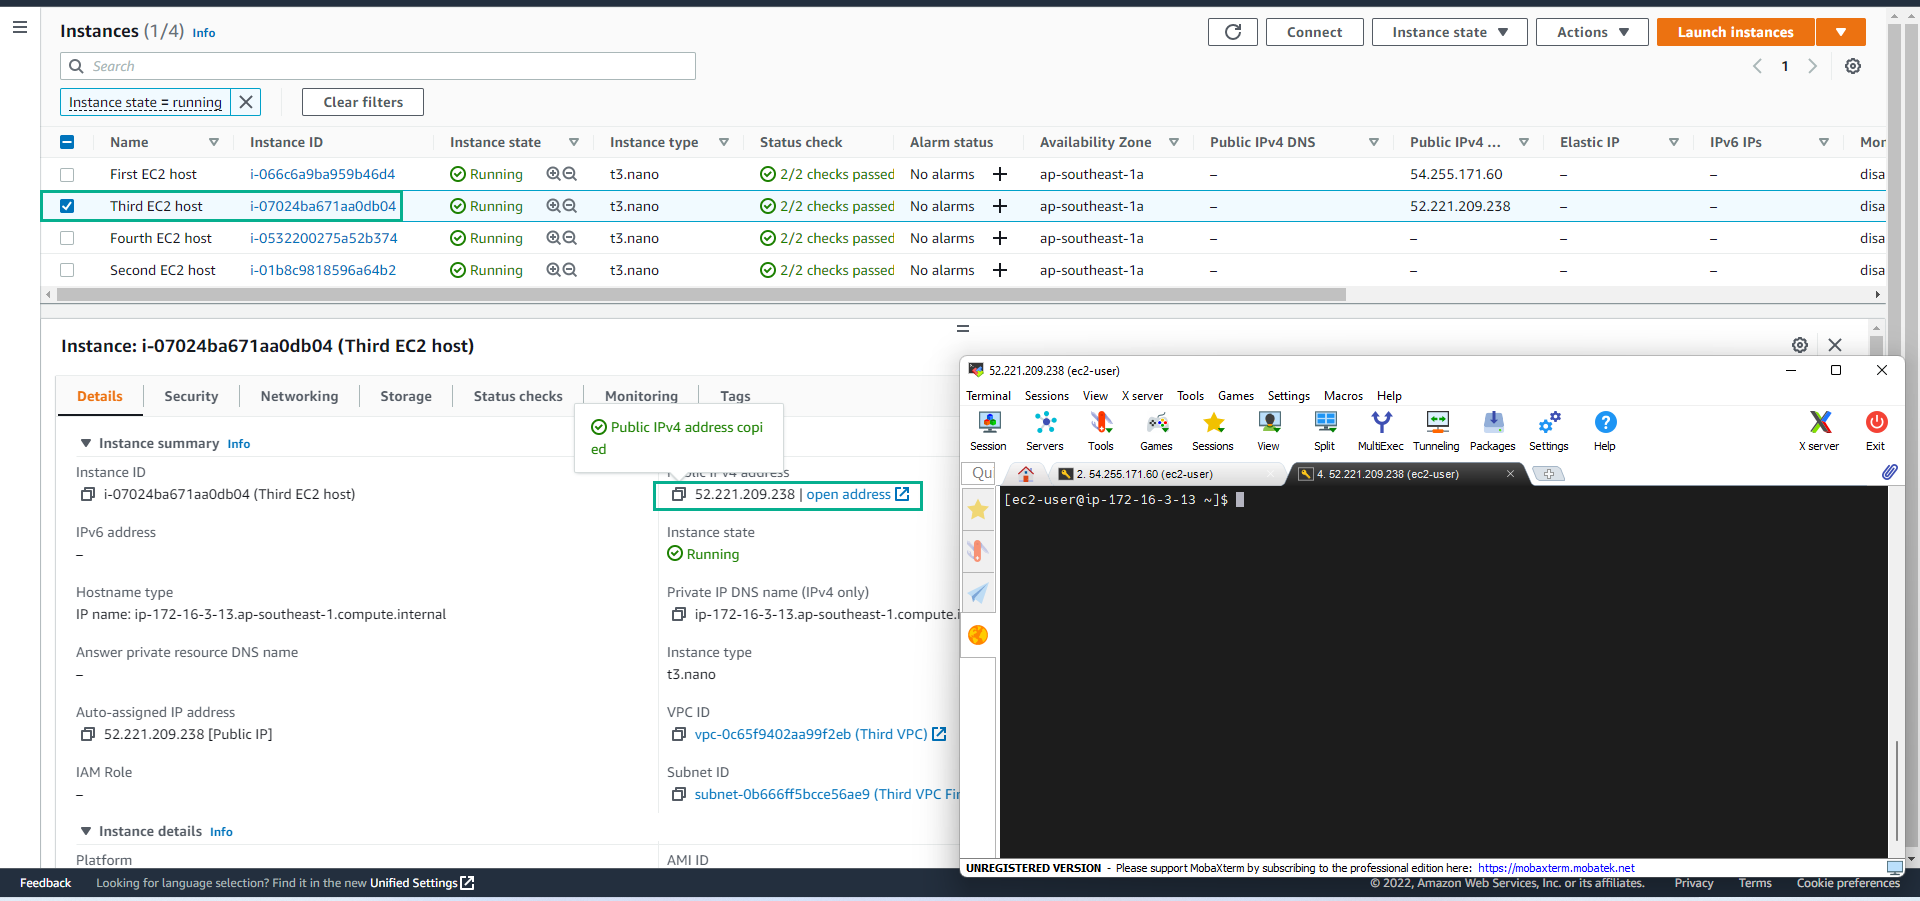 Instances (1/4) Info
Connect
Instance state
Actions
Launch instances
Search
1
Instance state = running
Clear filters
Name Instance ID Instance state Instance type Status check Alarm status Availability Zone Public IPv4 DNS Public IPv4 ... Elastic IP IPv6 IPs Mor
First EC2 host i-066c6a9ba959b46d4 Running t3.nano 2/2 checks passed No alarms + ap-southeast-1a – 54.255.171.60 – – disa
Third EC2 host i-07024ba671aa0db04 Running t3.nano 2/2 checks passed No alarms + ap-southeast-1a – 52.221.209.238 – – disa
Fourth EC2 host i-0532200275a52b374 Running t3.nano 2/2 checks passed No alarms + ap-southeast-1a – – – – disa
Second EC2 host i-01b8c9818596a64b2 Running t3.nano 2/2 checks passed No alarms + ap-southeast-1a – – – – disa
Instance: i-07024ba671aa0db04 (Third EC2 host)
Details Security Networking Storage Status checks Monitoring Tags
Public IPv4 address copi
ed
Instance summary Info
Instance ID
i-07024ba671aa0db04 (Third EC2 host)
Public IPv4 address
52.221.209.238 | open address
IPv6 address
–
Instance state
Running
Hostname type
IP name: ip-172-16-3-13.ap-southeast-1.compute.internal
Private IP DNS name (IPv4 only)
ip-172-16-3-13.ap-southeast-1.compute.i
Answer private resource DNS name
–
Instance type
t3.nano
Auto-assigned IP address
52.221.209.238 [Public IP]
VPC ID
vpc-0c65f9402aa99f2eb (Third VPC)
IAM Role
–
Subnet ID
subnet-0b666ff5bcce56ae9 (Third VPC Fir
Instance details Info
Platform
AMI ID
52.221.209.238 (ec2-user)
Terminal Sessions View X server Tools Games Settings Macros Help
Session Servers Tools Games Sessions View Split MultiExec Tunneling Packages Settings Help X server Exit
Qu
2. 54.255.171.60 (ec2-user)
4. 52.221.209.238 (ec2-user)
[ec2-user@ip-172-16-3-13 ~]$
UNREGISTERED VERSION - Please support MobaXterm by subscribing to the professional edition here: https://mobaxterm.mobatek.net
Feedback Looking for language selection? Find it in the new Unified Settings
© 2022, Amazon Web Services, Inc. or its affiliates. Privacy Terms Cookie preferences